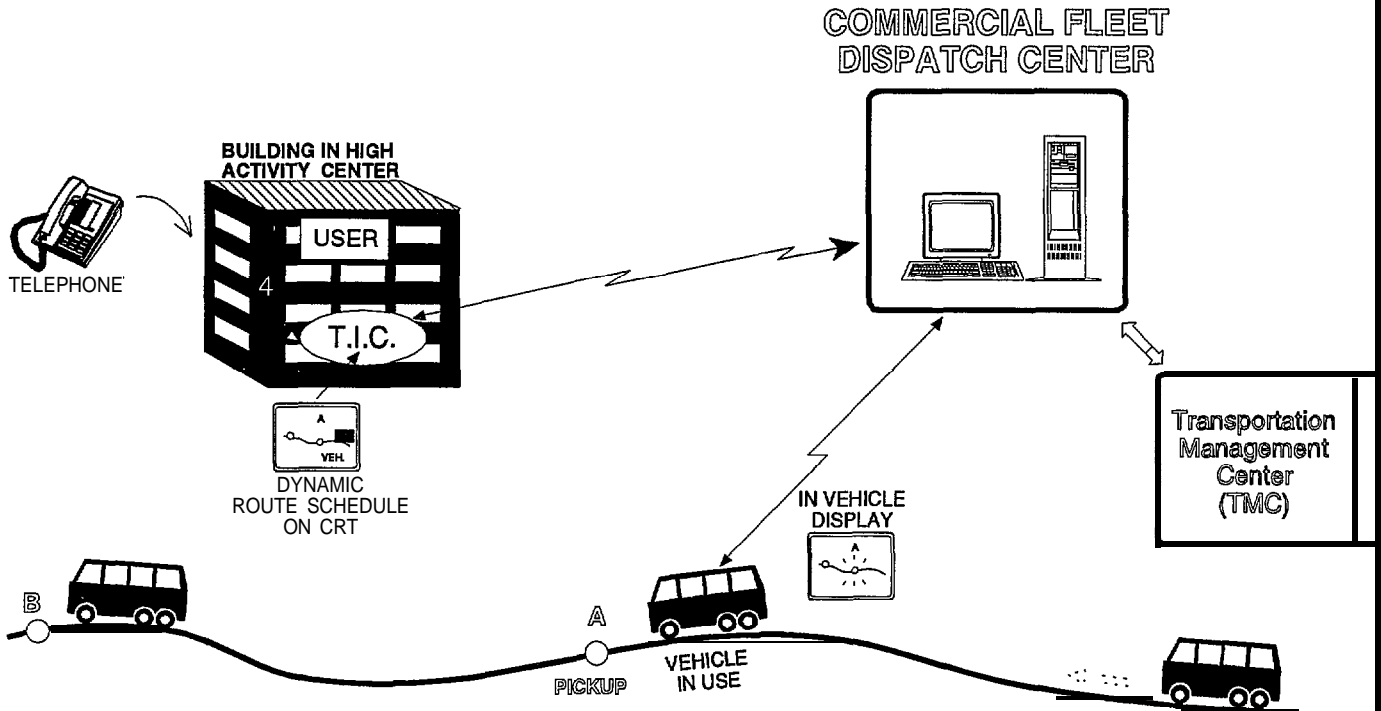 COMMERCIAL FLEET
DISPATCH CENTER
BUILDING IN HIGH
ACTIVITY CENTER
USER
TELEPHONE
4
T.I.C.
A
VEH.
DYNAMIC
ROUTE SCHEDULE
ON CRT
Transportation
Management
Center
(TMC)
IN VEHICLE
DISPLAY
A
B
A
PICKUP
VEHICLE
IN USE